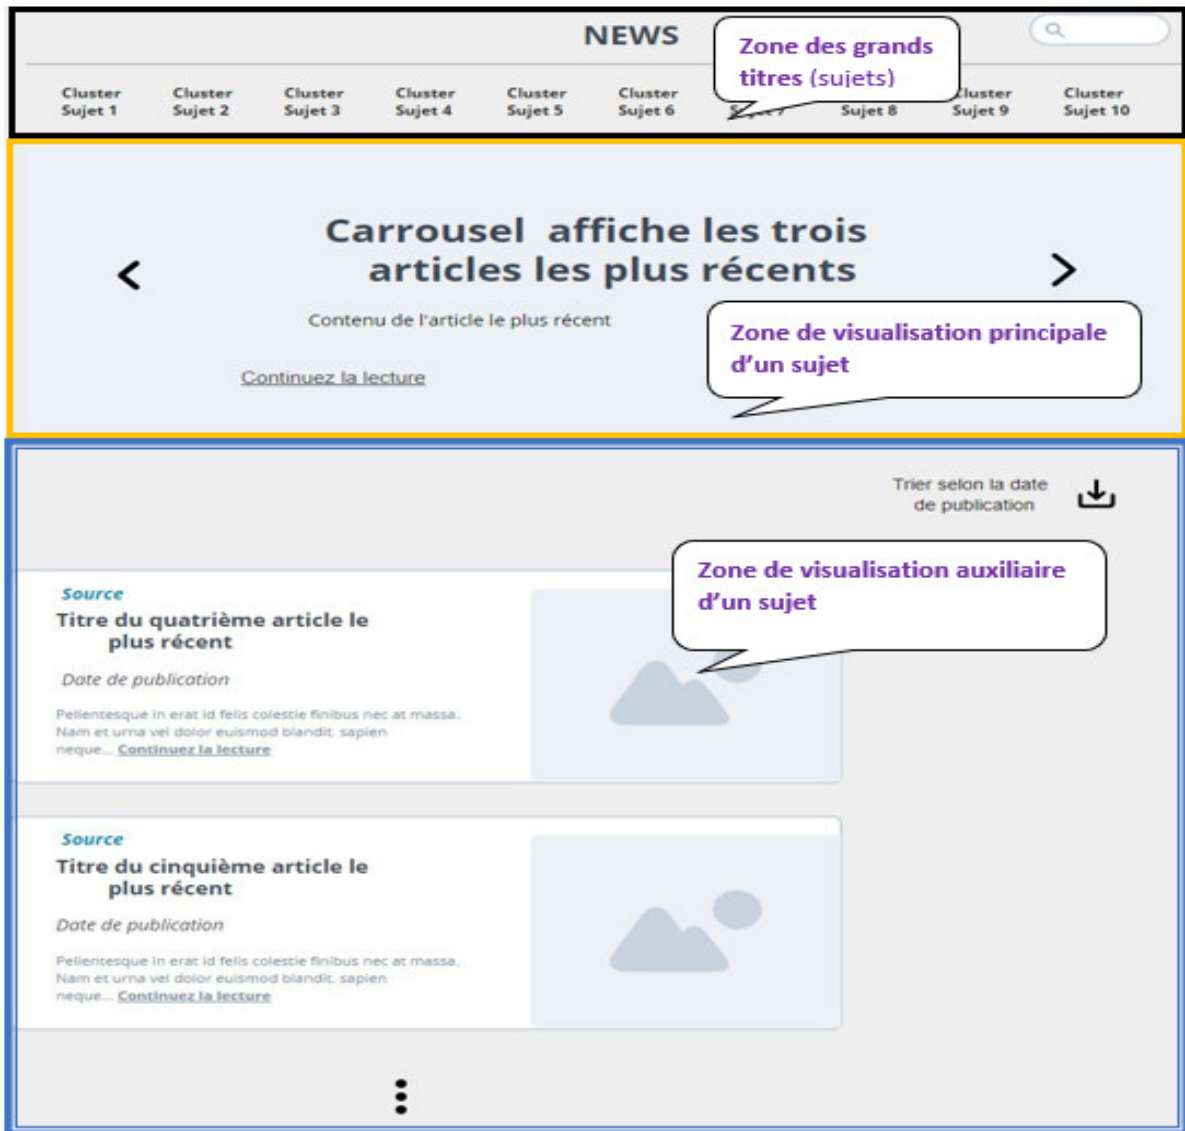 NEWS
Zone des grands
titres (sujets)
Cluster
Sujet 1
Cluster
Sujet 2
Cluster
Sujet 3
Cluster
Sujet 4
Cluster
Sujet 5
Cluster
Sujet 6
Cluster
Sujet 8
Cluster
Sujet 9
Cluster
Sujet 10
Carrousel affiche les trois
articles les plus récents
Contenu de l'article le plus récent
Continuez la lecture
Zone de visualisation principale
d’un sujet
Trier selon la date
de publication
Zone de visualisation auxiliaire
d’un sujet
Source
Titre du quatrième article le
plus récent
Date de publication
Pellentesque in erat id felis colestie finibus nec at massa.
Nam et urna vel dolor euismod blandit. sapien
neque... Continuez la lecture
Source
Titre du cinquième article le
plus récent
Date de publication
Pellentesque in erat id felis colestie finibus nec at massa.
Nam et urna vel dolor euismod blandit. sapien
neque... Continuez la lecture